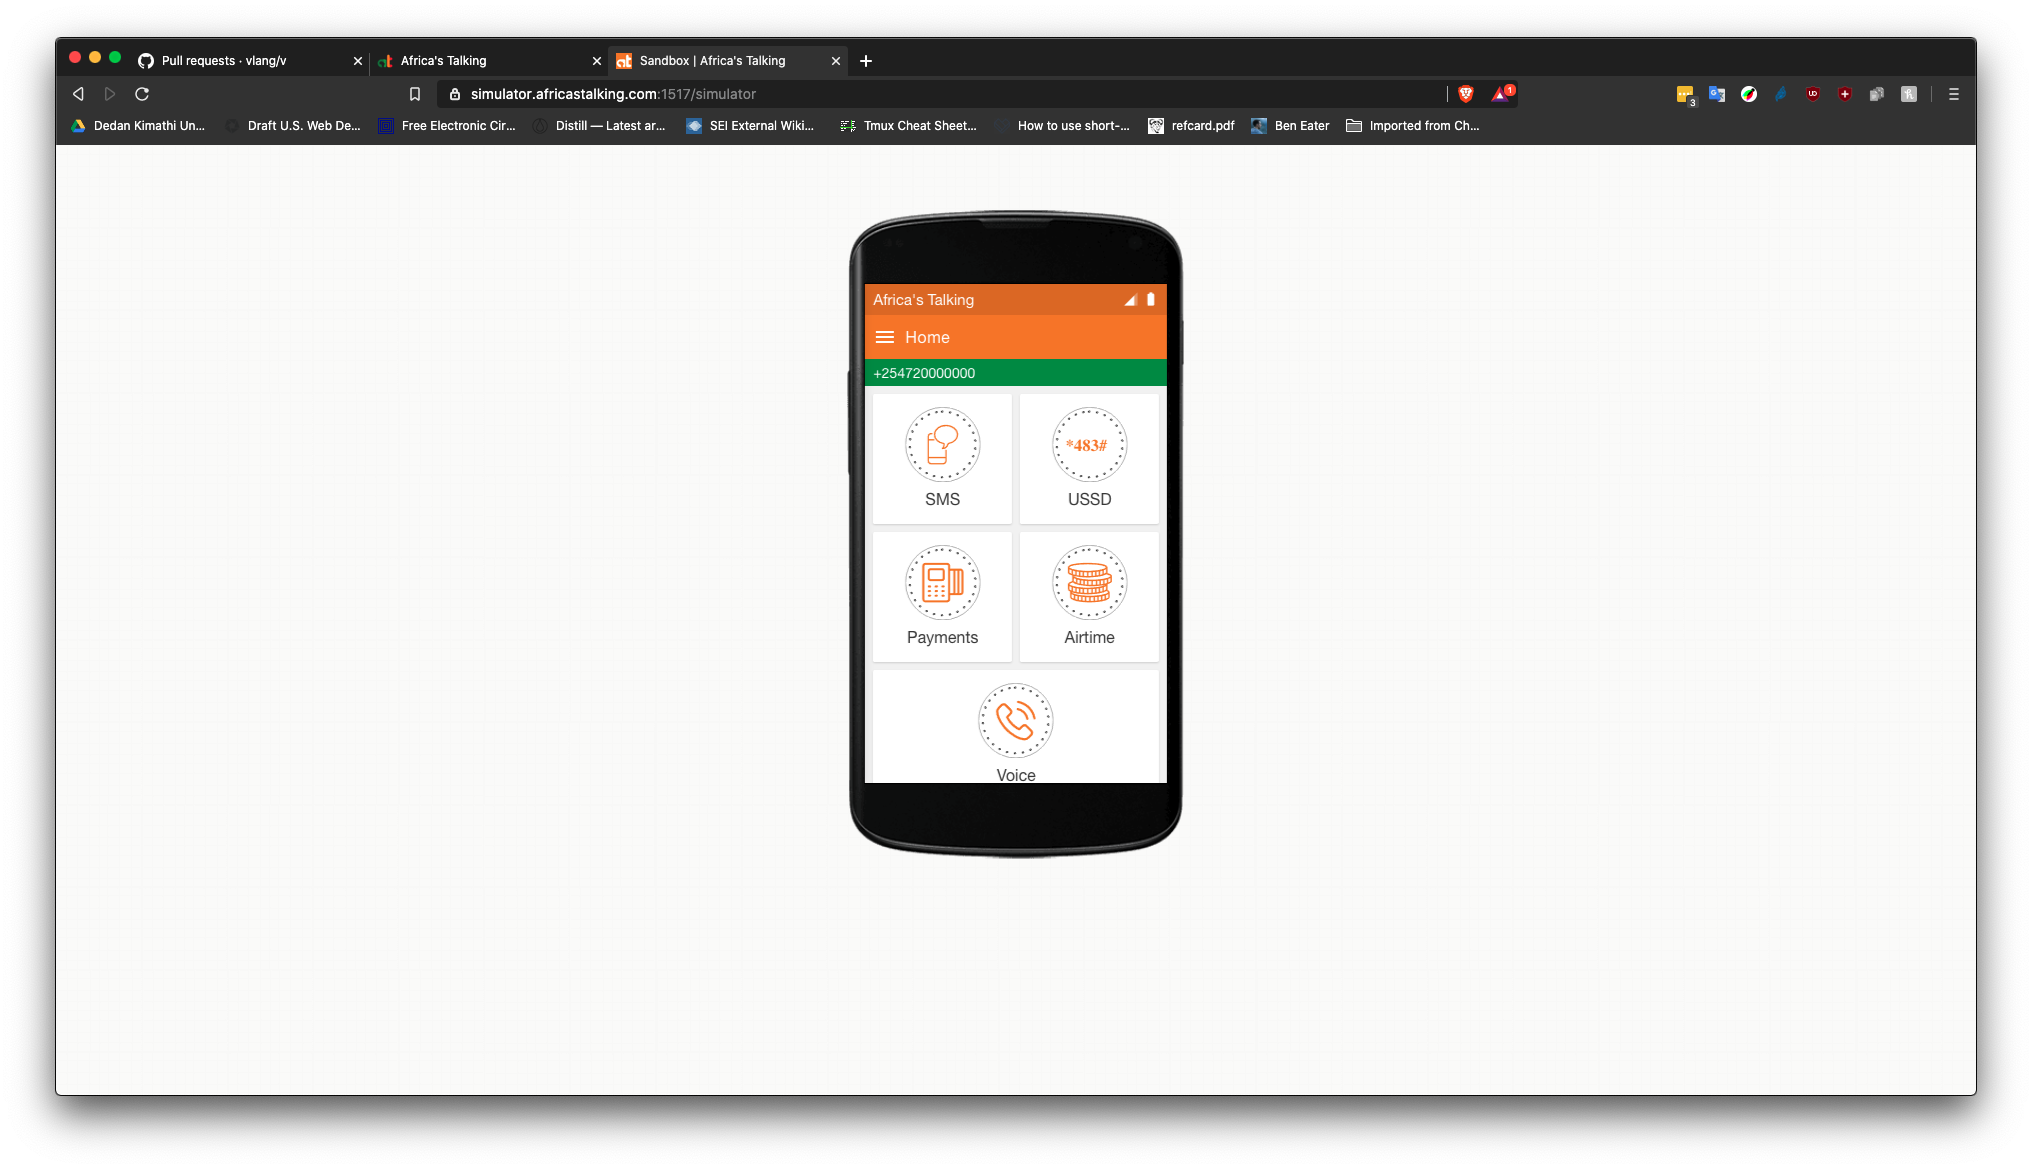 Pull requests · vlang/v
Africa's Talking
Sandbox | Africa's Talking
simulator.africastalking.com:1517/simulator
1
3
Dedan Kimathi Un...
Draft U.S. Web De...
Free Electronic Cir...
Distill — Latest ar...
SEI External Wiki...
Tmux Cheat Sheet...
How to use short-...
refcard.pdf
Ben Eater
Imported from Ch...
Africa's Talking
Home
+254720000000
*483#
SMS
USSD
Payments
Airtime
Voice